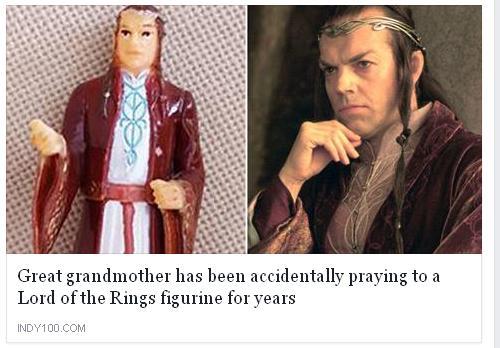 Great grandmother has been accidentally praying to a
Lord of the Rings figurine for years
INDY100.COM